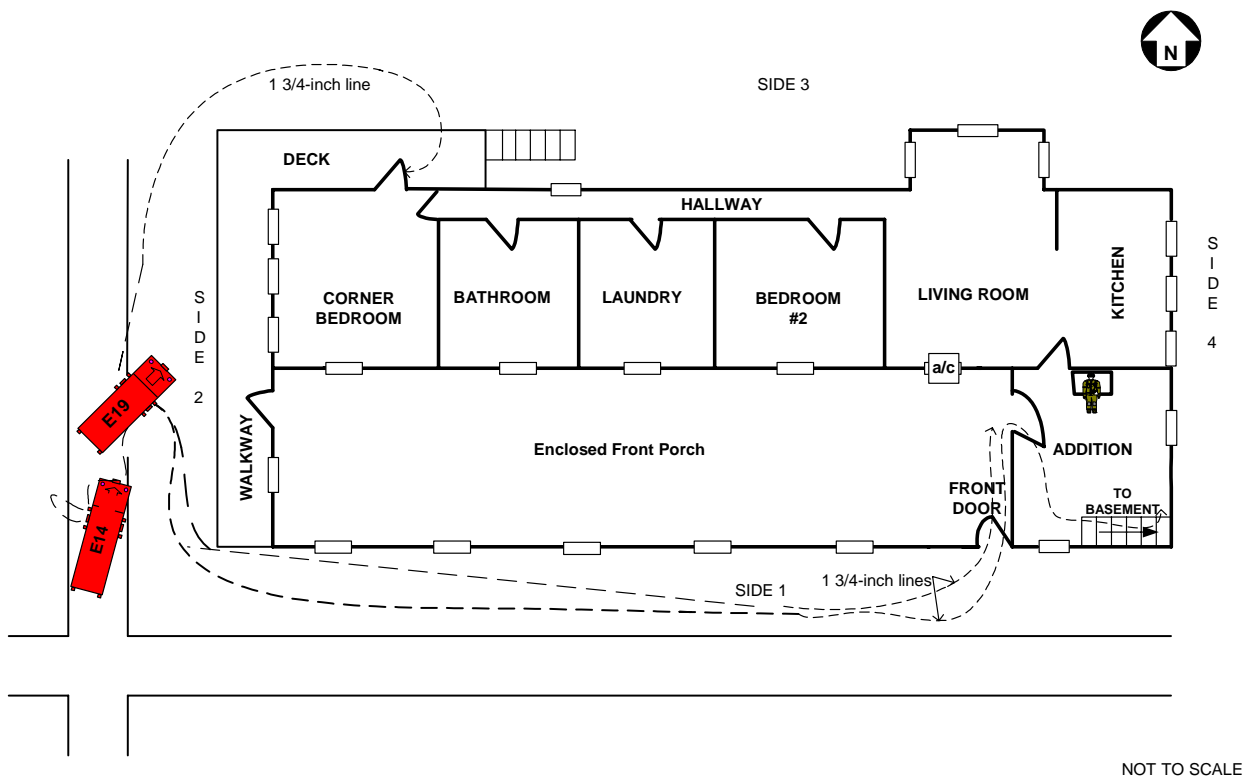 N
1 3/4-inch line
SIDE 3
DECK
HALLWAY
SIDE 2
CORNER
BEDROOM
BATHROOM
LAUNDRY
BEDROOM
#2
LIVING ROOM
KITCHEN
SIDE 4
a/c
E19
WALKWAY
Enclosed Front Porch
ADDITION
FRONT
DOOR
TO
BASEMENT
E14
SIDE 1
1 3/4-inch lines
NOT TO SCALE